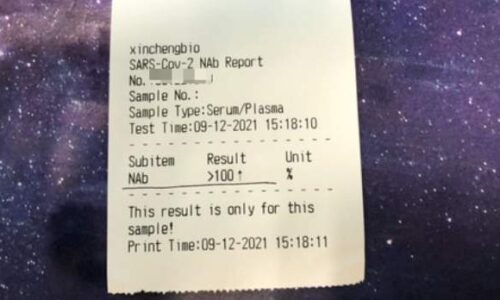 xinchengbio
SARS-Cov-2 NAb Report
No.
Sample No.:
Sample Type:Serum/Plasma
Test Time:09-12-2021 15:18:10
Subitem Result Unit
NAb >100↑ %
This result is only for this
sample!
Print Time:09-12-2021 15:18:11